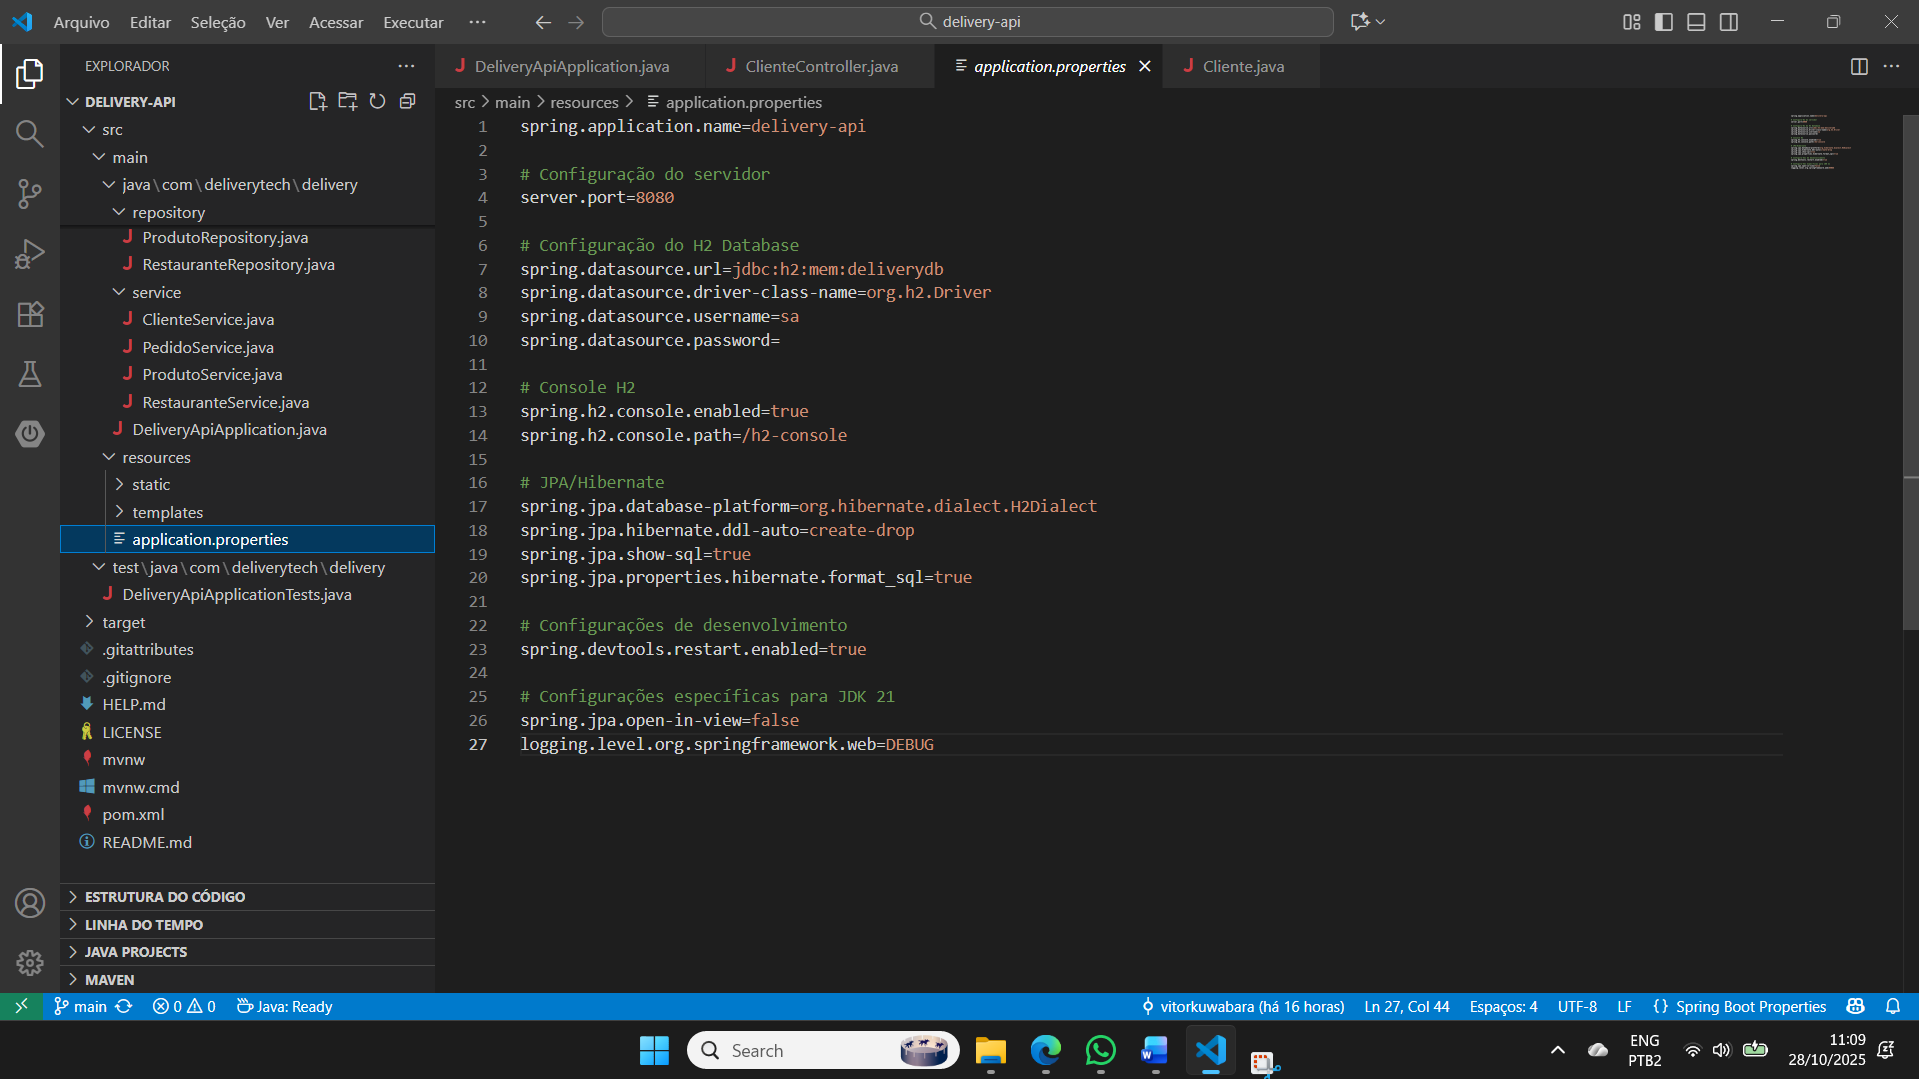 Arquivo Editar Seleção Ver Acessar Executar ··· delivery-api
EXPLORADOR ···
DELIVERY-API
src
main
java\com\deliverytech\delivery
repository
ProdutoRepository.java
RestauranteRepository.java
service
ClienteService.java
PedidoService.java
ProdutoService.java
RestauranteService.java
DeliveryApiApplication.java
resources
static
templates
application.properties
test\java\com\deliverytech\delivery
DeliveryApiApplicationTests.java
target
.gitattributes
.gitignore
HELP.md
LICENSE
mvnw
mvnw.cmd
pom.xml
README.md
ESTRUTURA DO CÓDIGO
LINHA DO TEMPO
JAVA PROJECTS
MAVEN
DeliveryApiApplication.java ClienteController.java application.properties Cliente.java
src > main > resources > application.properties
1 spring.application.name=delivery-api
2
3 # Configuração do servidor
4 server.port=8080
5
6 # Configuração do H2 Database
7 spring.datasource.url=jdbc:h2:mem:deliverydb
8 spring.datasource.driver-class-name=org.h2.Driver
9 spring.datasource.username=sa
10 spring.datasource.password=
11
12 # Console H2
13 spring.h2.console.enabled=true
14 spring.h2.console.path=/h2-console
15
16 # JPA/Hibernate
17 spring.jpa.database-platform=org.hibernate.dialect.H2Dialect
18 spring.jpa.hibernate.ddl-auto=create-drop
19 spring.jpa.show-sql=true
20 spring.jpa.properties.hibernate.format_sql=true
21
22 # Configurações de desenvolvimento
23 spring.devtools.restart.enabled=true
24
25 # Configurações específicas para JDK 21
26 spring.jpa.open-in-view=false
27 logging.level.org.springframework.web=DEBUG
main 0 0 Java: Ready vitorkuwabara (há 16 horas) Ln 27, Col 44 Espaços: 4 UTF-8 LF {} Spring Boot Properties
Search
ENG
PTB2
11:09
28/10/2025